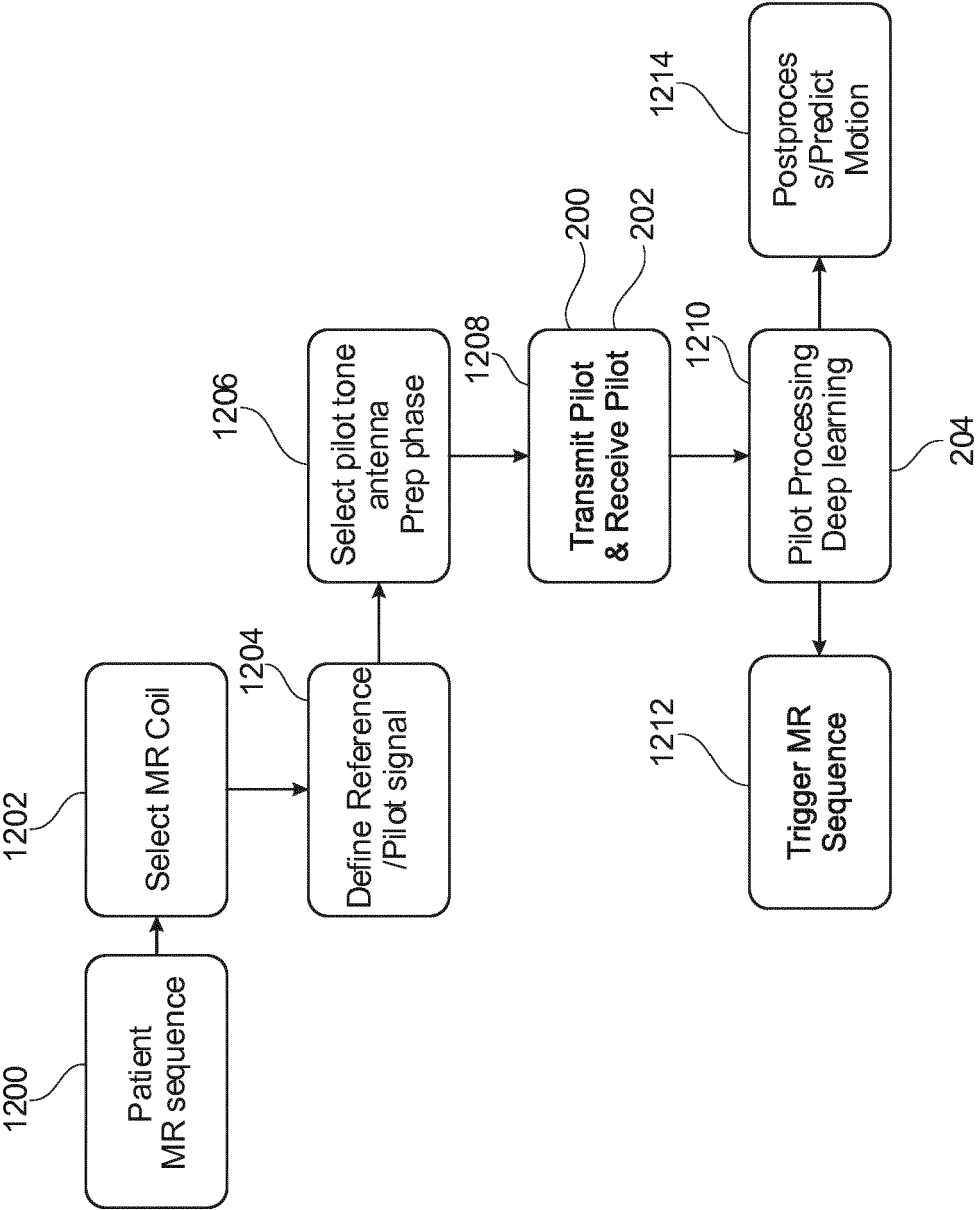 1200
Patient
MR sequence
1202
Select MR Coil
1204
Define Reference
/Pilot signal
1206
Select pilot tone
antenna
Prep phase
1208
Transmit Pilot
& Receive Pilot
200
202
1210
Pilot Processing
Deep learning
204
1212
Trigger MR
Sequence
1214
Postproces
s/Predict
Motion